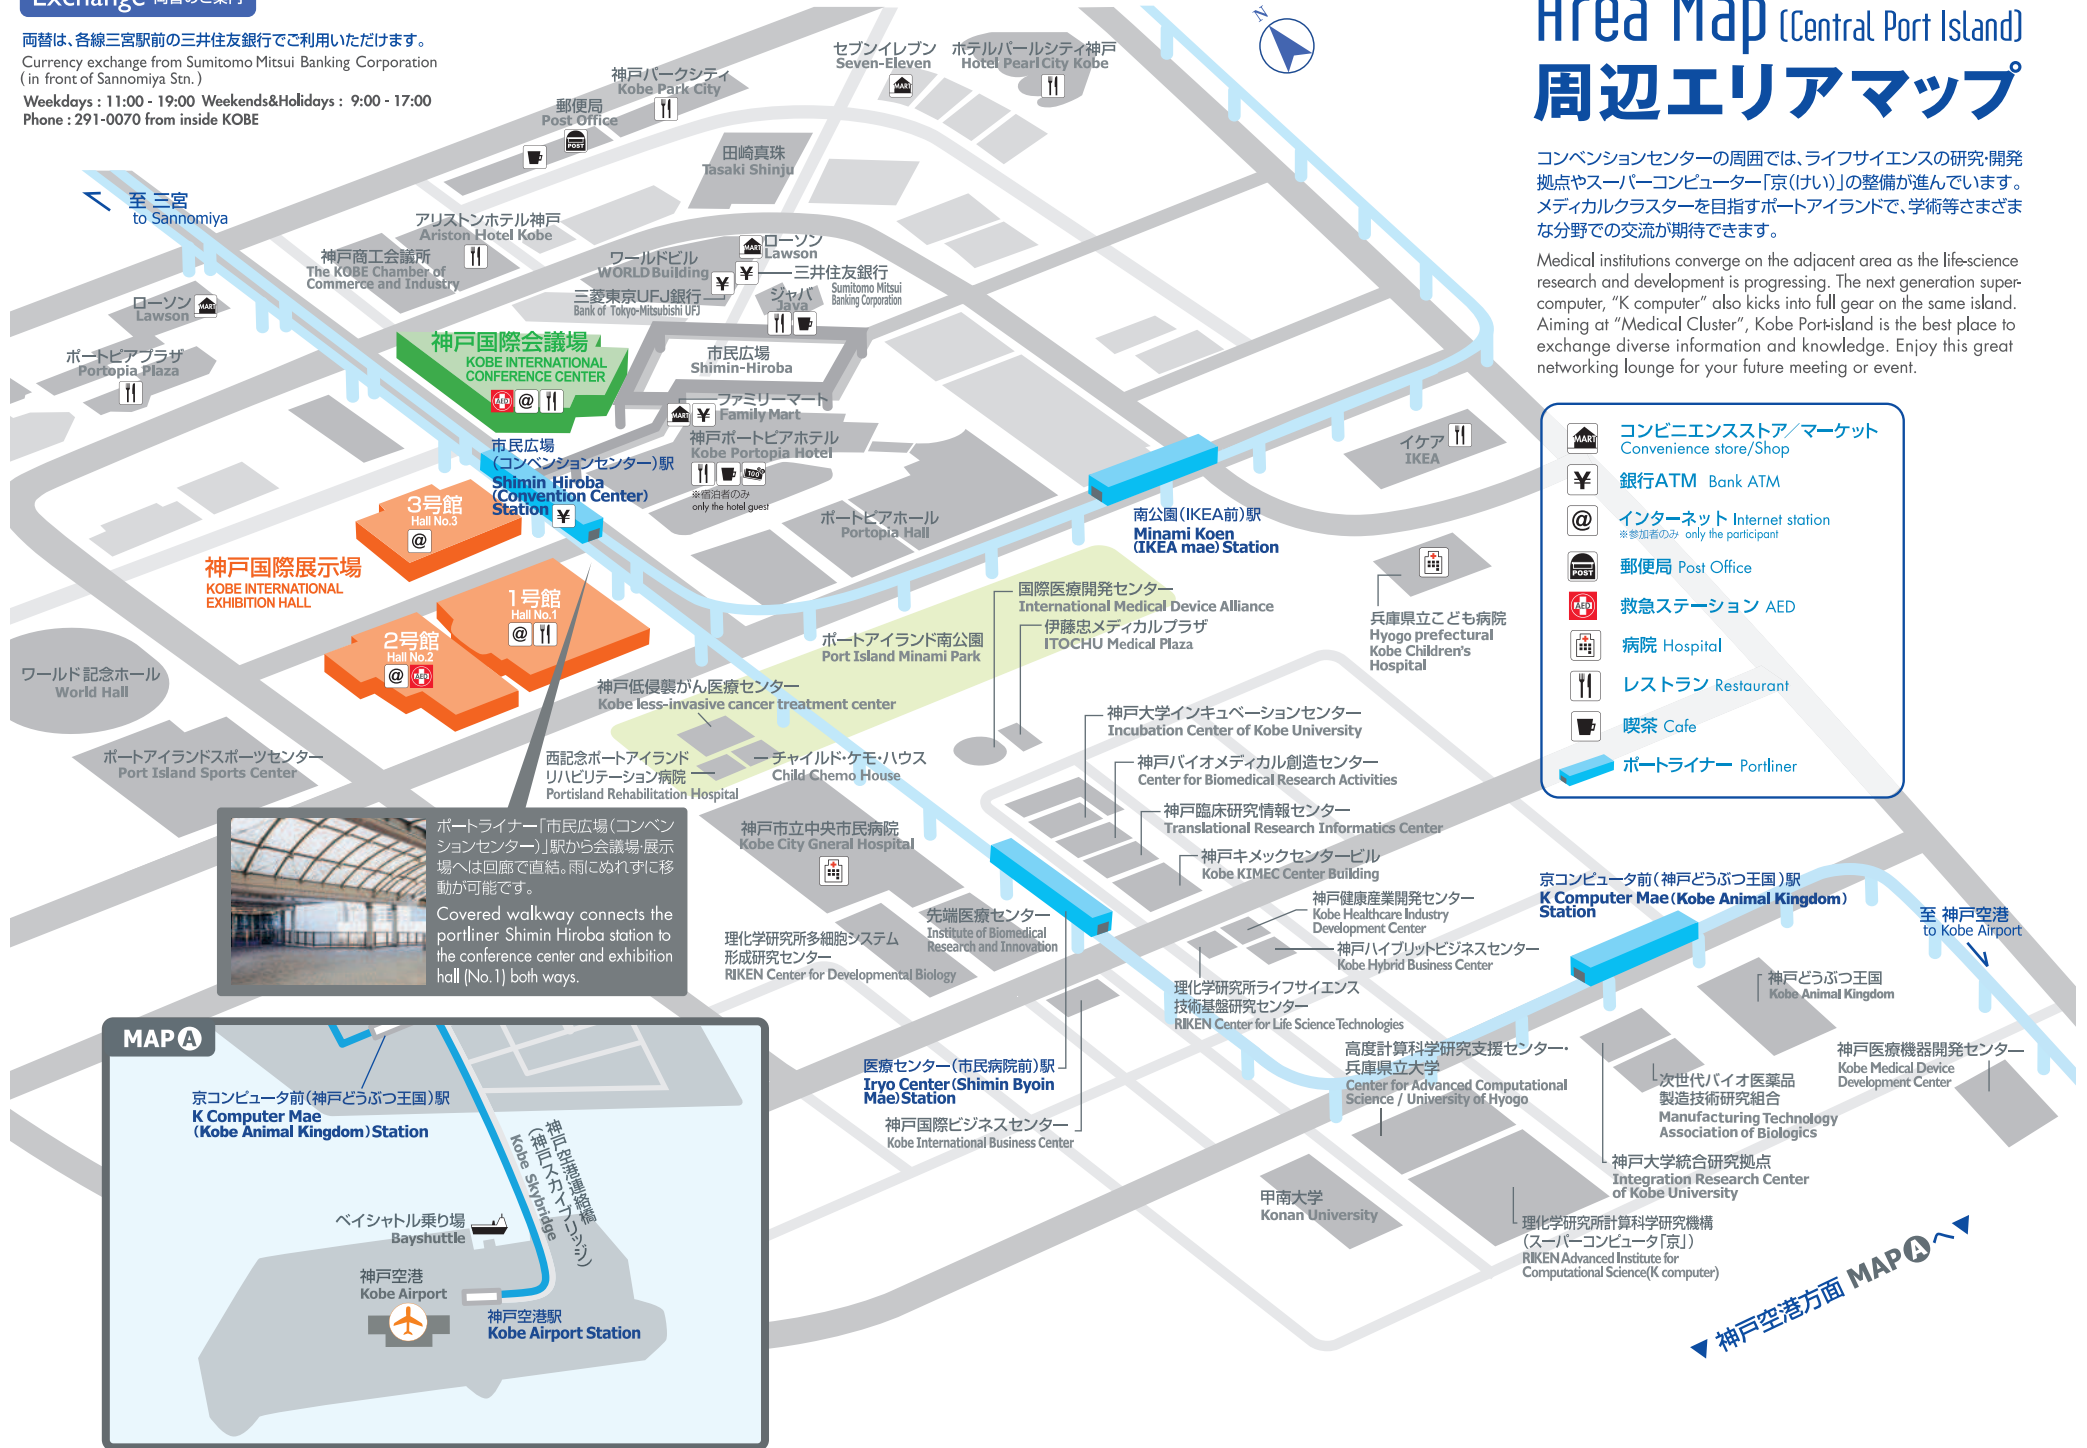 Exchange 両替のご案内
両替は、各線三宮駅前の三井住友銀行でご利用いただけます。
Currency exchange from Sumitomo Mitsui Banking Corporation
( in front of Sannomiya Stn. )
Weekdays : 11:00 - 19:00 Weekends&Holidays : 9:00 - 17:00
Phone : 291-0070 from inside KOBE
Area Map (Central Port Island)
周辺エリアマップ
コンベンションセンターの周囲では、ライフサイエンスの研究・開発
拠点やスーパーコンピューター「京(けい)」の整備が進んでいます。
メディカルクラスターを目指すポートアイランドで、学術等さまざま
な分野での交流が期待できます。
Medical institutions converge on the adjacent area as the life-science
research and development is progressing. The next generation super-
computer, “K computer” also kicks into full gear on the same island.
Aiming at “Medical Cluster”, Kobe Port-island is the best place to
exchange diverse information and knowledge. Enjoy this great
networking lounge for your future meeting or event.
MART
コンビニエンスストア／マーケット
Convenience store/Shop
¥
銀行ATM Bank ATM
@
インターネット Internet station
※参加者のみ only the participant
POST
郵便局 Post Office
AED
救急ステーション AED
病院 Hospital
レストラン Restaurant
喫茶 Cafe
ポートライナー Portliner
N
セブンイレブン
Seven-Eleven
MART
ホテルパールシティ神戸
Hotel Pearl City Kobe
神戸パークシティ
Kobe Park City
郵便局
Post Office
POST
田崎真珠
Tasaki Shinju
至 三宮
to Sannomiya
アリストンホテル神戸
Ariston Hotel Kobe
神戸商工会議所
The KOBE Chamber of
Commerce and Industry
ワールドビル
WORLD Building
MART
ローソン
Lawson
¥
¥
三井住友銀行
Sumitomo Mitsui
Banking Corporation
三菱東京UFJ銀行
Bank of Tokyo-Mitsubishi UFJ
ジャバ
Java
ローソン
Lawson
MART
ポートピアプラザ
Portopia Plaza
神戸国際会議場
KOBE INTERNATIONAL
CONFERENCE CENTER
AED @
市民広場
Shimin-Hiroba
MART ¥
ファミリーマート
Family Mart
神戸ポートピアホテル
Kobe Portopia Hotel
※宿泊者のみ
only the hotel guest
市民広場
(コンベンションセンター)駅
Shimin Hiroba
(Convention Center)
Station
¥
ポートピアホール
Portopia Hall
イケア
IKEA
南公園(IKEA前)駅
Minami Koen
(IKEA mae) Station
3号館
Hall No.3
@
神戸国際展示場
KOBE INTERNATIONAL
EXHIBITION HALL
1号館
Hall No.1
@
2号館
Hall No.2
@ AED
ワールド記念ホール
World Hall
ポートアイランドスポーツセンター
Port Island Sports Center
国際医療開発センター
International Medical Device Alliance
伊藤忠メディカルプラザ
ITOCHU Medical Plaza
ポートアイランド南公園
Port Island Minami Park
兵庫県立こども病院
Hyogo prefectural
Kobe Children's
Hospital
神戸低侵襲がん医療センター
Kobe less-invasive cancer treatment center
西記念ポートアイランド
リハビリテーション病院
Portisland Rehabilitation Hospital
チャイルド・ケモ・ハウス
Child Chemo House
神戸大学インキュベーションセンター
Incubation Center of Kobe University
神戸バイオメディカル創造センター
Center for Biomedical Research Activities
神戸臨床研究情報センター
Translational Research Informatics Center
神戸キメックセンタービル
Kobe KIMEC Center Building
神戸健康産業開発センター
Kobe Healthcare Industry
Development Center
神戸ハイブリットビジネスセンター
Kobe Hybrid Business Center
神戸市立中央市民病院
Kobe City Gneral Hospital
先端医療センター
Institute of Biomedical
Research and Innovation
理化学研究所多細胞システム
形成研究センター
RIKEN Center for Developmental Biology
理化学研究所ライフサイエンス
技術基盤研究センター
RIKEN Center for Life Science Technologies
ポートライナー「市民広場(コンベン
ションセンター)」駅から会議場・展示
場へは回廊で直結。雨にぬれずに移
動が可能です。
Covered walkway connects the
portliner Shimin Hiroba station to
the conference center and exhibition
hall (No.1) both ways.
京コンピュータ前(神戸どうぶつ王国)駅
K Computer Mae (Kobe Animal Kingdom)
Station
至 神戸空港
to Kobe Airport
神戸どうぶつ王国
Kobe Animal Kingdom
医療センター(市民病院前)駅
Iryo Center (Shimin Byoin
Mae) Station
神戸国際ビジネスセンター
Kobe International Business Center
高度計算科学研究支援センター・
兵庫県立大学
Center for Advanced Computational
Science / University of Hyogo
次世代バイオ医薬品
製造技術研究組合
Manufacturing Technology
Association of Biologics
神戸医療機器開発センター
Kobe Medical Device
Development Center
神戸大学統合研究拠点
Integration Research Center
of Kobe University
甲南大学
Konan University
理化学研究所計算科学研究機構
(スーパーコンピュータ「京」)
RIKEN Advanced Institute for
Computational Science(K computer)
神戸空港方面 MAP A へ
MAP A
京コンピュータ前(神戸どうぶつ王国)駅
K Computer Mae
(Kobe Animal Kingdom) Station
神戸空港連絡橋
(神戸スカイブリッジ)
Kobe Skybridge
ベイシャトル乗り場
Bayshuttle
神戸空港
Kobe Airport
神戸空港駅
Kobe Airport Station